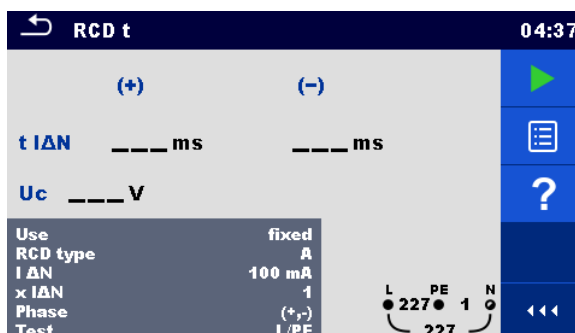 RCD t 04:37
(+) (−)
t IΔN ___ms ___ms
Uc ___V
?
Use fixed
RCD type A
I ΔN 100 mA
x IΔN 1
Phase (+,-)
Test L/PE
L PE N
227 1
227